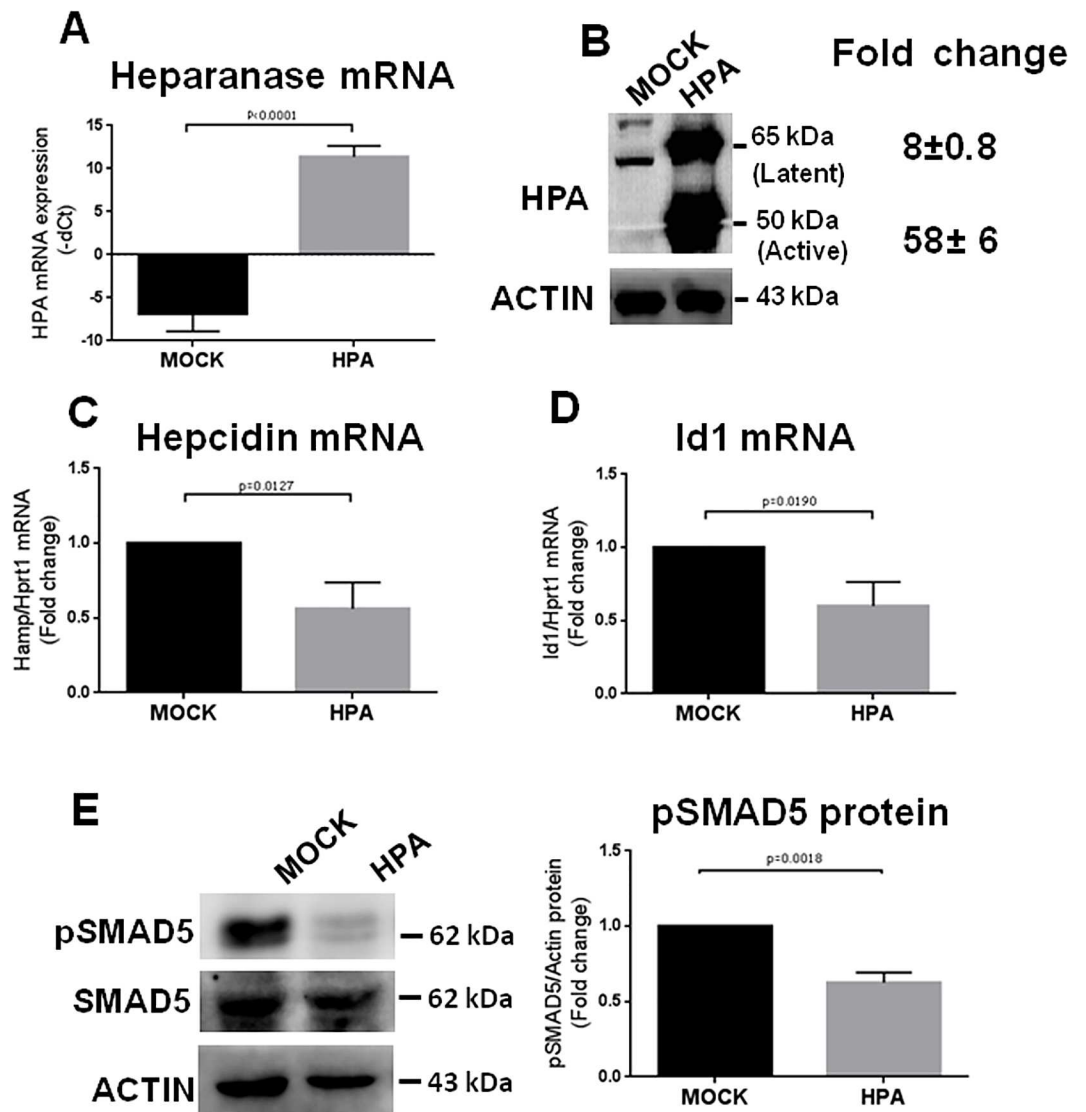 A
Heparanase mRNA
P<0.0001
HPA mRNA expression
(-dCt)
15
10
5
0
-5
-10
MOCK
HPA
B
MOCK
HPA
Fold change
HPA
65 kDa
(Latent)
8±0.8
50 kDa
(Active)
58± 6
ACTIN
43 kDa
C
Hepcidin mRNA
p=0.0127
Hamp/Hprt1 mRNA
(Fold change)
1.5
1.0
0.5
0.0
MOCK
HPA
D
Id1 mRNA
p=0.0190
Id1/Hprt1 mRNA
(Fold change)
1.5
1.0
0.5
0.0
MOCK
HPA
E
MOCK
HPA
pSMAD5
62 kDa
SMAD5
62 kDa
ACTIN
43 kDa
pSMAD5 protein
p=0.0018
pSMAD5/Actin protein
(Fold change)
1.5
1.0
0.5
0.0
MOCK
HPA